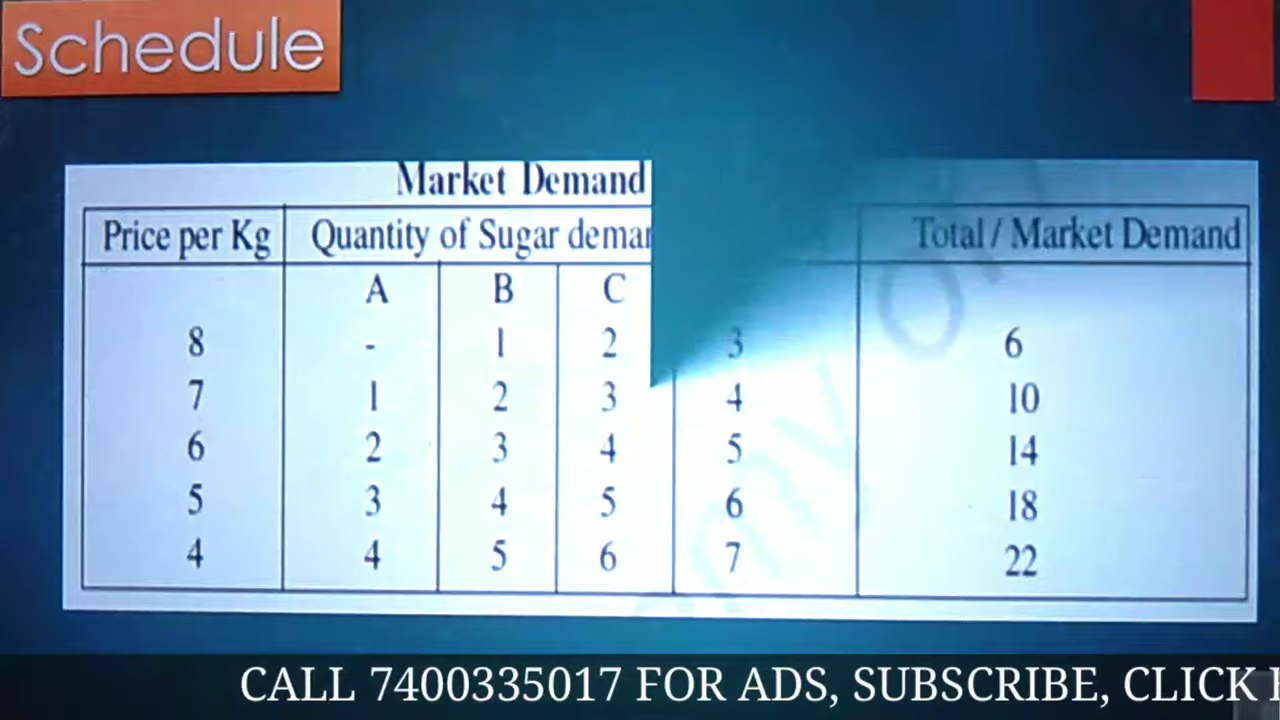 Schedule
Market Demand
Price per Kg Quantity of Sugar demar Total / Market Demand
A B C
8 - 1 2 3 6
7 1 2 3 4 10
6 2 3 4 5 14
5 3 4 5 6 18
4 4 5 6 7 22
CALL 7400335017 FOR ADS, SUBSCRIBE, CLICK